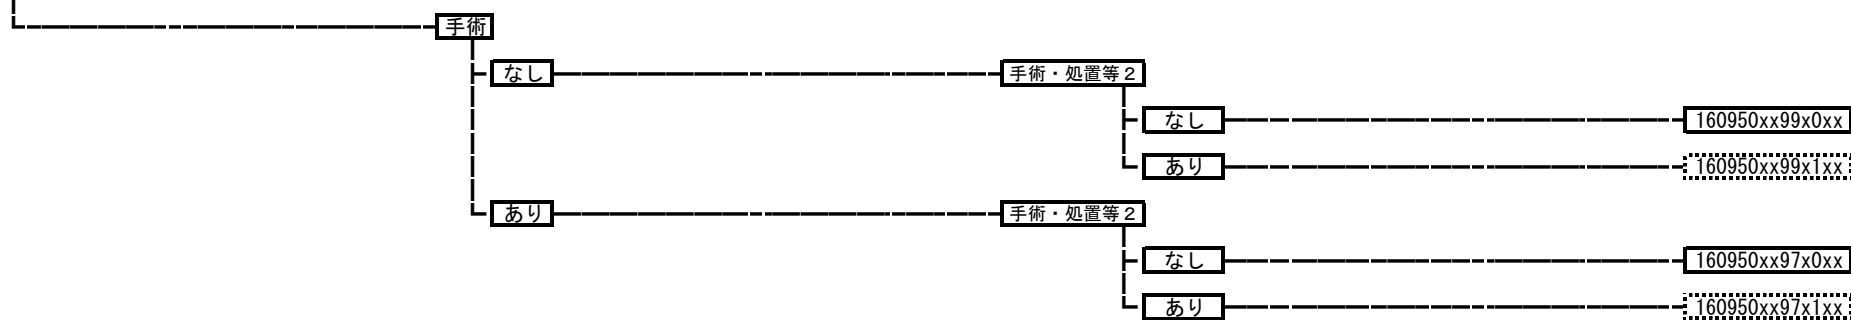 手術
なし 手術・処置等2
なし 160950xx99x0xx
あり 160950xx99x1xx
あり 手術・処置等2
なし 160950xx97x0xx
あり 160950xx97x1xx